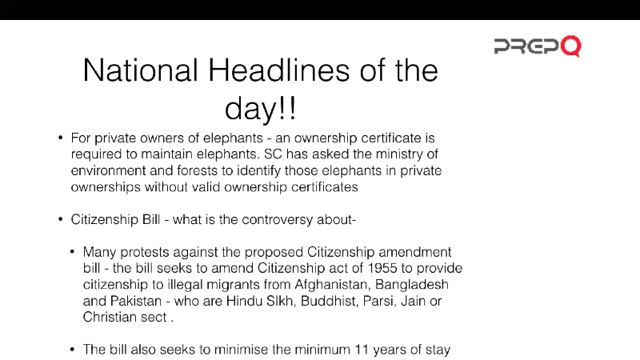 PREPQ
National Headlines of the
day!!
• For private owners of elephants - an ownership certificate is
required to maintain elephants. SC has asked the ministry of
environment and forests to identify those elephants in private
ownerships without valid ownership certificates
• Citizenship Bill - what is the controversy about-
• Many protests against the proposed Citizenship amendment
bill - the bill seeks to amend Citizenship act of 1955 to provide
citizenship to illegal migrants from Afghanistan, Bangladesh
and Pakistan - who are Hindu SIkh, Buddhist, Parsi, Jain or
Christian sect .
• The bill also seeks to minimise the minimum 11 years of stay